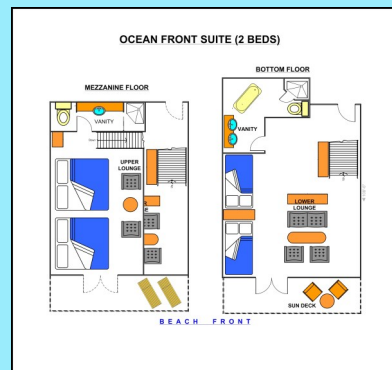 OCEAN FRONT SUITE (2 BEDS)
MEZZANINE FLOOR
BOTTOM FLOOR
VANITY
VANITY
UPPER
LOUNGE
LOWER
LOUNGE
SUN DECK
BEACH FRONT